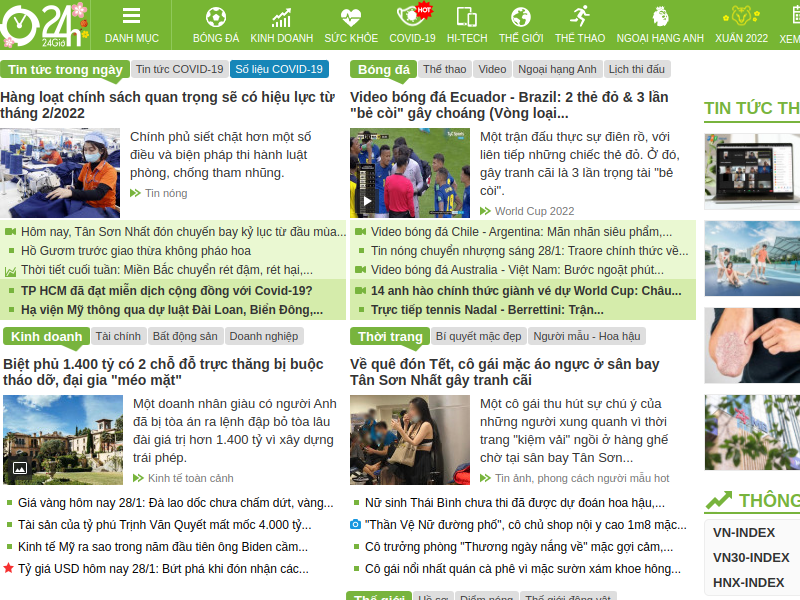 24h
24Giờ
DANH MỤC
BÓNG ĐÁ
KINH DOANH
SỨC KHỎE
HOT
COVID-19
HI-TECH
THẾ GIỚI
THỂ THAO
NGOẠI HẠNG ANH
XUÂN 2022
XEM
Tin tức trong ngày
Tin tức COVID-19
Số liệu COVID-19
Hàng loạt chính sách quan trọng sẽ có hiệu lực từ
tháng 2/2022
Chính phủ siết chặt hơn một số
điều và biện pháp thi hành luật
phòng, chống tham nhũng.
Tin nóng
Hôm nay, Tân Sơn Nhất đón chuyến bay kỷ lục từ đầu mùa...
Hồ Gươm trước giao thừa không pháo hoa
Thời tiết cuối tuần: Miền Bắc chuyển rét đậm, rét hại,...
TP HCM đã đạt miễn dịch cộng đồng với Covid-19?
Hạ viện Mỹ thông qua dự luật Đài Loan, Biển Đông,...
Bóng đá
Thể thao
Video
Ngoại hạng Anh
Lịch thi đấu
Video bóng đá Ecuador - Brazil: 2 thẻ đỏ & 3 lần
"bẻ còi" gây choáng (Vòng loại...
Một trận đấu thực sự điên rồ, với
liên tiếp những chiếc thẻ đỏ. Ở đó,
gây tranh cãi là 3 lần trọng tài "bẻ
còi".
World Cup 2022
Video bóng đá Chile - Argentina: Mãn nhãn siêu phẩm,...
Tin nóng chuyển nhượng sáng 28/1: Traore chính thức về...
Video bóng đá Australia - Việt Nam: Bước ngoặt phút...
14 anh hào chính thức giành vé dự World Cup: Châu...
Trực tiếp tennis Nadal - Berrettini: Trận...
TIN TỨC TH
Kinh doanh
Tài chính
Bất động sản
Doanh nghiệp
Biệt phủ 1.400 tỷ có 2 chỗ đỗ trực thăng bị buộc
tháo dỡ, đại gia "méo mặt"
Một doanh nhân giàu có người Anh
đã bị tòa án ra lệnh đập bỏ tòa lâu
đài giá trị hơn 1.400 tỷ vì xây dựng
trái phép.
Kinh tế toàn cảnh
Giá vàng hôm nay 28/1: Đà lao dốc chưa chấm dứt, vàng...
Tài sản của tỷ phú Trịnh Văn Quyết mất mốc 4.000 tỷ...
Kinh tế Mỹ ra sao trong năm đầu tiên ông Biden cầm...
Tỷ giá USD hôm nay 28/1: Bứt phá khi đón nhận các...
Thời trang
Bí quyết mặc đẹp
Người mẫu - Hoa hậu
Về quê đón Tết, cô gái mặc áo ngực ở sân bay
Tân Sơn Nhất gây tranh cãi
Một cô gái thu hút sự chú ý của
những người xung quanh vì thời
trang "kiệm vải" ngồi ở hàng ghế
chờ tại sân bay Tân Sơn...
Tin ảnh, phong cách người mẫu hot
Nữ sinh Thái Bình chưa thi đã được dự đoán hoa hậu,...
"Thần Vệ Nữ đường phố", cô chủ shop nội y cao 1m8 mặc...
Cô trưởng phòng "Thương ngày nắng về" mặc gợi cảm,...
Cô gái nổi nhất quán cà phê vì mặc sườn xám khoe hông...
THÔNG
VN-INDEX
VN30-INDEX
HNX-INDEX
Thế giới
Hồ sơ
Điểm nóng
Thế giới động vật